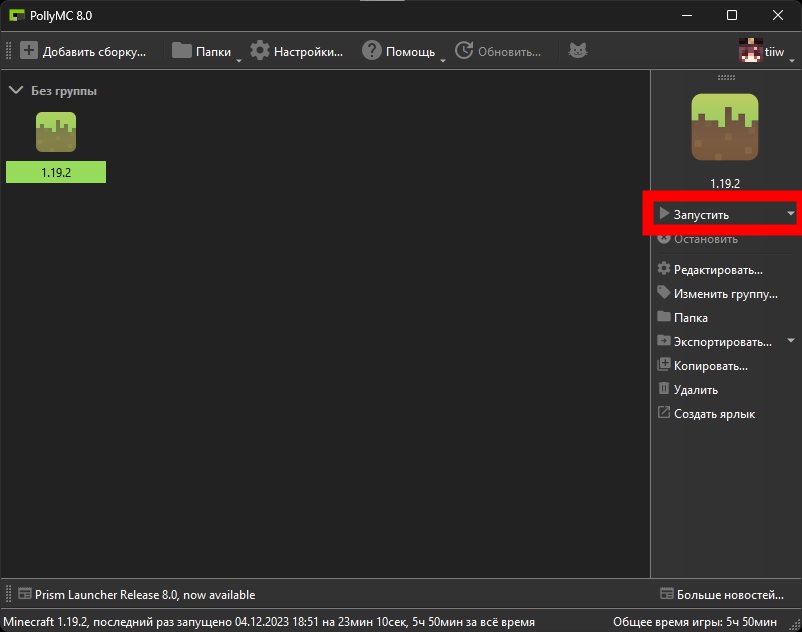 PollyMC 8.0
Добавить сборку... Папки Настройки... Помощь Обновить... tiiw
Без группы
1.19.2
1.19.2
Запустить
Остановить
Редактировать...
Изменить группу...
Папка
Экспортировать...
Копировать...
Удалить
Создать ярлык
Prism Launcher Release 8.0, now available Больше новостей...
Minecraft 1.19.2, последний раз запущено 04.12.2023 18:51 на 23мин 10сек, 5ч 50мин за всё время Общее время игры: 5ч 50мин